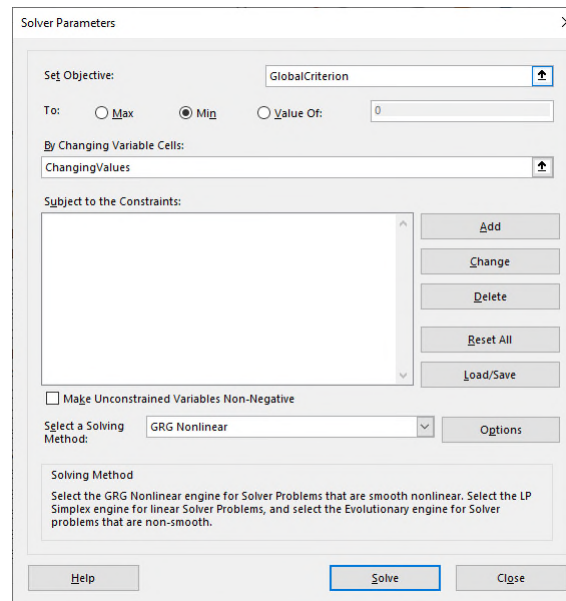 Solver Parameters
Set Objective:
GlobalCriterion
To:
Max
Min
Value Of:
0
By Changing Variable Cells:
ChangingValues
Subject to the Constraints:
Add
Change
Delete
Reset All
Load/Save
Make Unconstrained Variables Non-Negative
Select a Solving
Method:
GRG Nonlinear
Options
Solving Method
Select the GRG Nonlinear engine for Solver Problems that are smooth nonlinear. Select the LP
Simplex engine for linear Solver Problems, and select the Evolutionary engine for Solver
problems that are non-smooth.
Help
Solve
Close